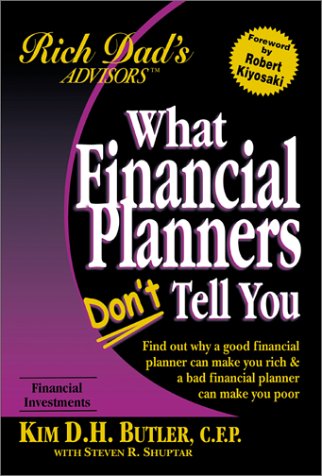 Rich Dad's
ADVISORS™
Foreword
by
Robert
Kiyosaki
What
Financial
Planners
Don't Tell You
Find out why a good financial
planner can make you rich &
a bad financial planner
can make you poor
Financial
Investments
KIM D.H. BUTLER, C.F.P.
WITH STEVEN R. SHUPTAR